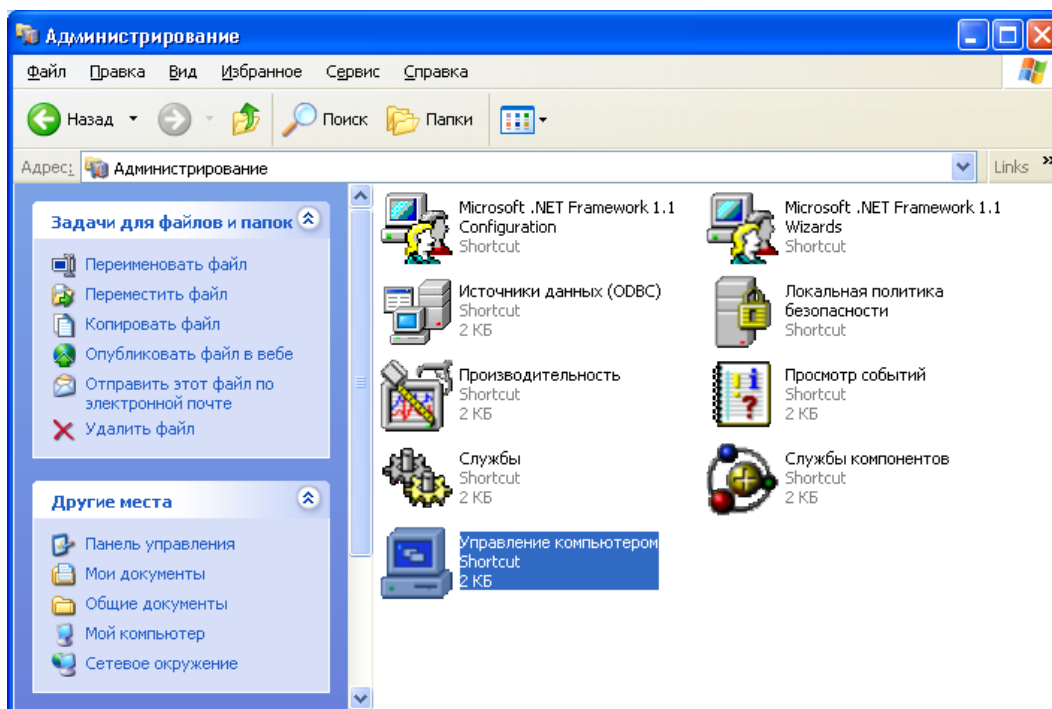 Администрирование
Файл Правка Вид Избранное Сервис Справка
Назад Поиск Папки
Адрес: Администрирование Links »
Задачи для файлов и папок
Переименовать файл
Переместить файл
Копировать файл
Опубликовать файл в вебе
Отправить этот файл по
электронной почте
Удалить файл
Другие места
Панель управления
Мои документы
Общие документы
Мой компьютер
Сетевое окружение
Microsoft .NET Framework 1.1
Configuration
Shortcut
Microsoft .NET Framework 1.1
Wizards
Shortcut
Источники данных (ODBC)
Shortcut
2 КБ
Локальная политика
безопасности
Shortcut
Производительность
Shortcut
2 КБ
Просмотр событий
Shortcut
2 КБ
Службы
Shortcut
2 КБ
Службы компонентов
Shortcut
2 КБ
Управление компьютером
Shortcut
2 КБ